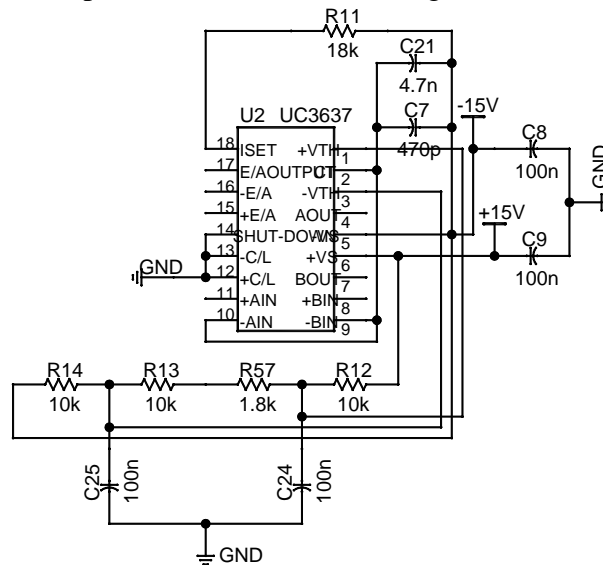 R11
18k
C21
4.7n
U2 UC3637
C7
470p
-15V
C8
100n
GND
18 ISET +VTH 1
17 E/AOUTPUT CT 2
16 -E/A -VTH 3
15 +E/A AOUT 4
14 SHUT-DOWN -VS 5
13 -C/L +VS 6
12 +C/L BOUT 7
11 +AIN +BIN 8
10 -AIN -BIN 9
+15V
C9
100n
GND
R14
10k
R13
10k
R57
1.8k
R12
10k
C25
100n
C24
100n
GND